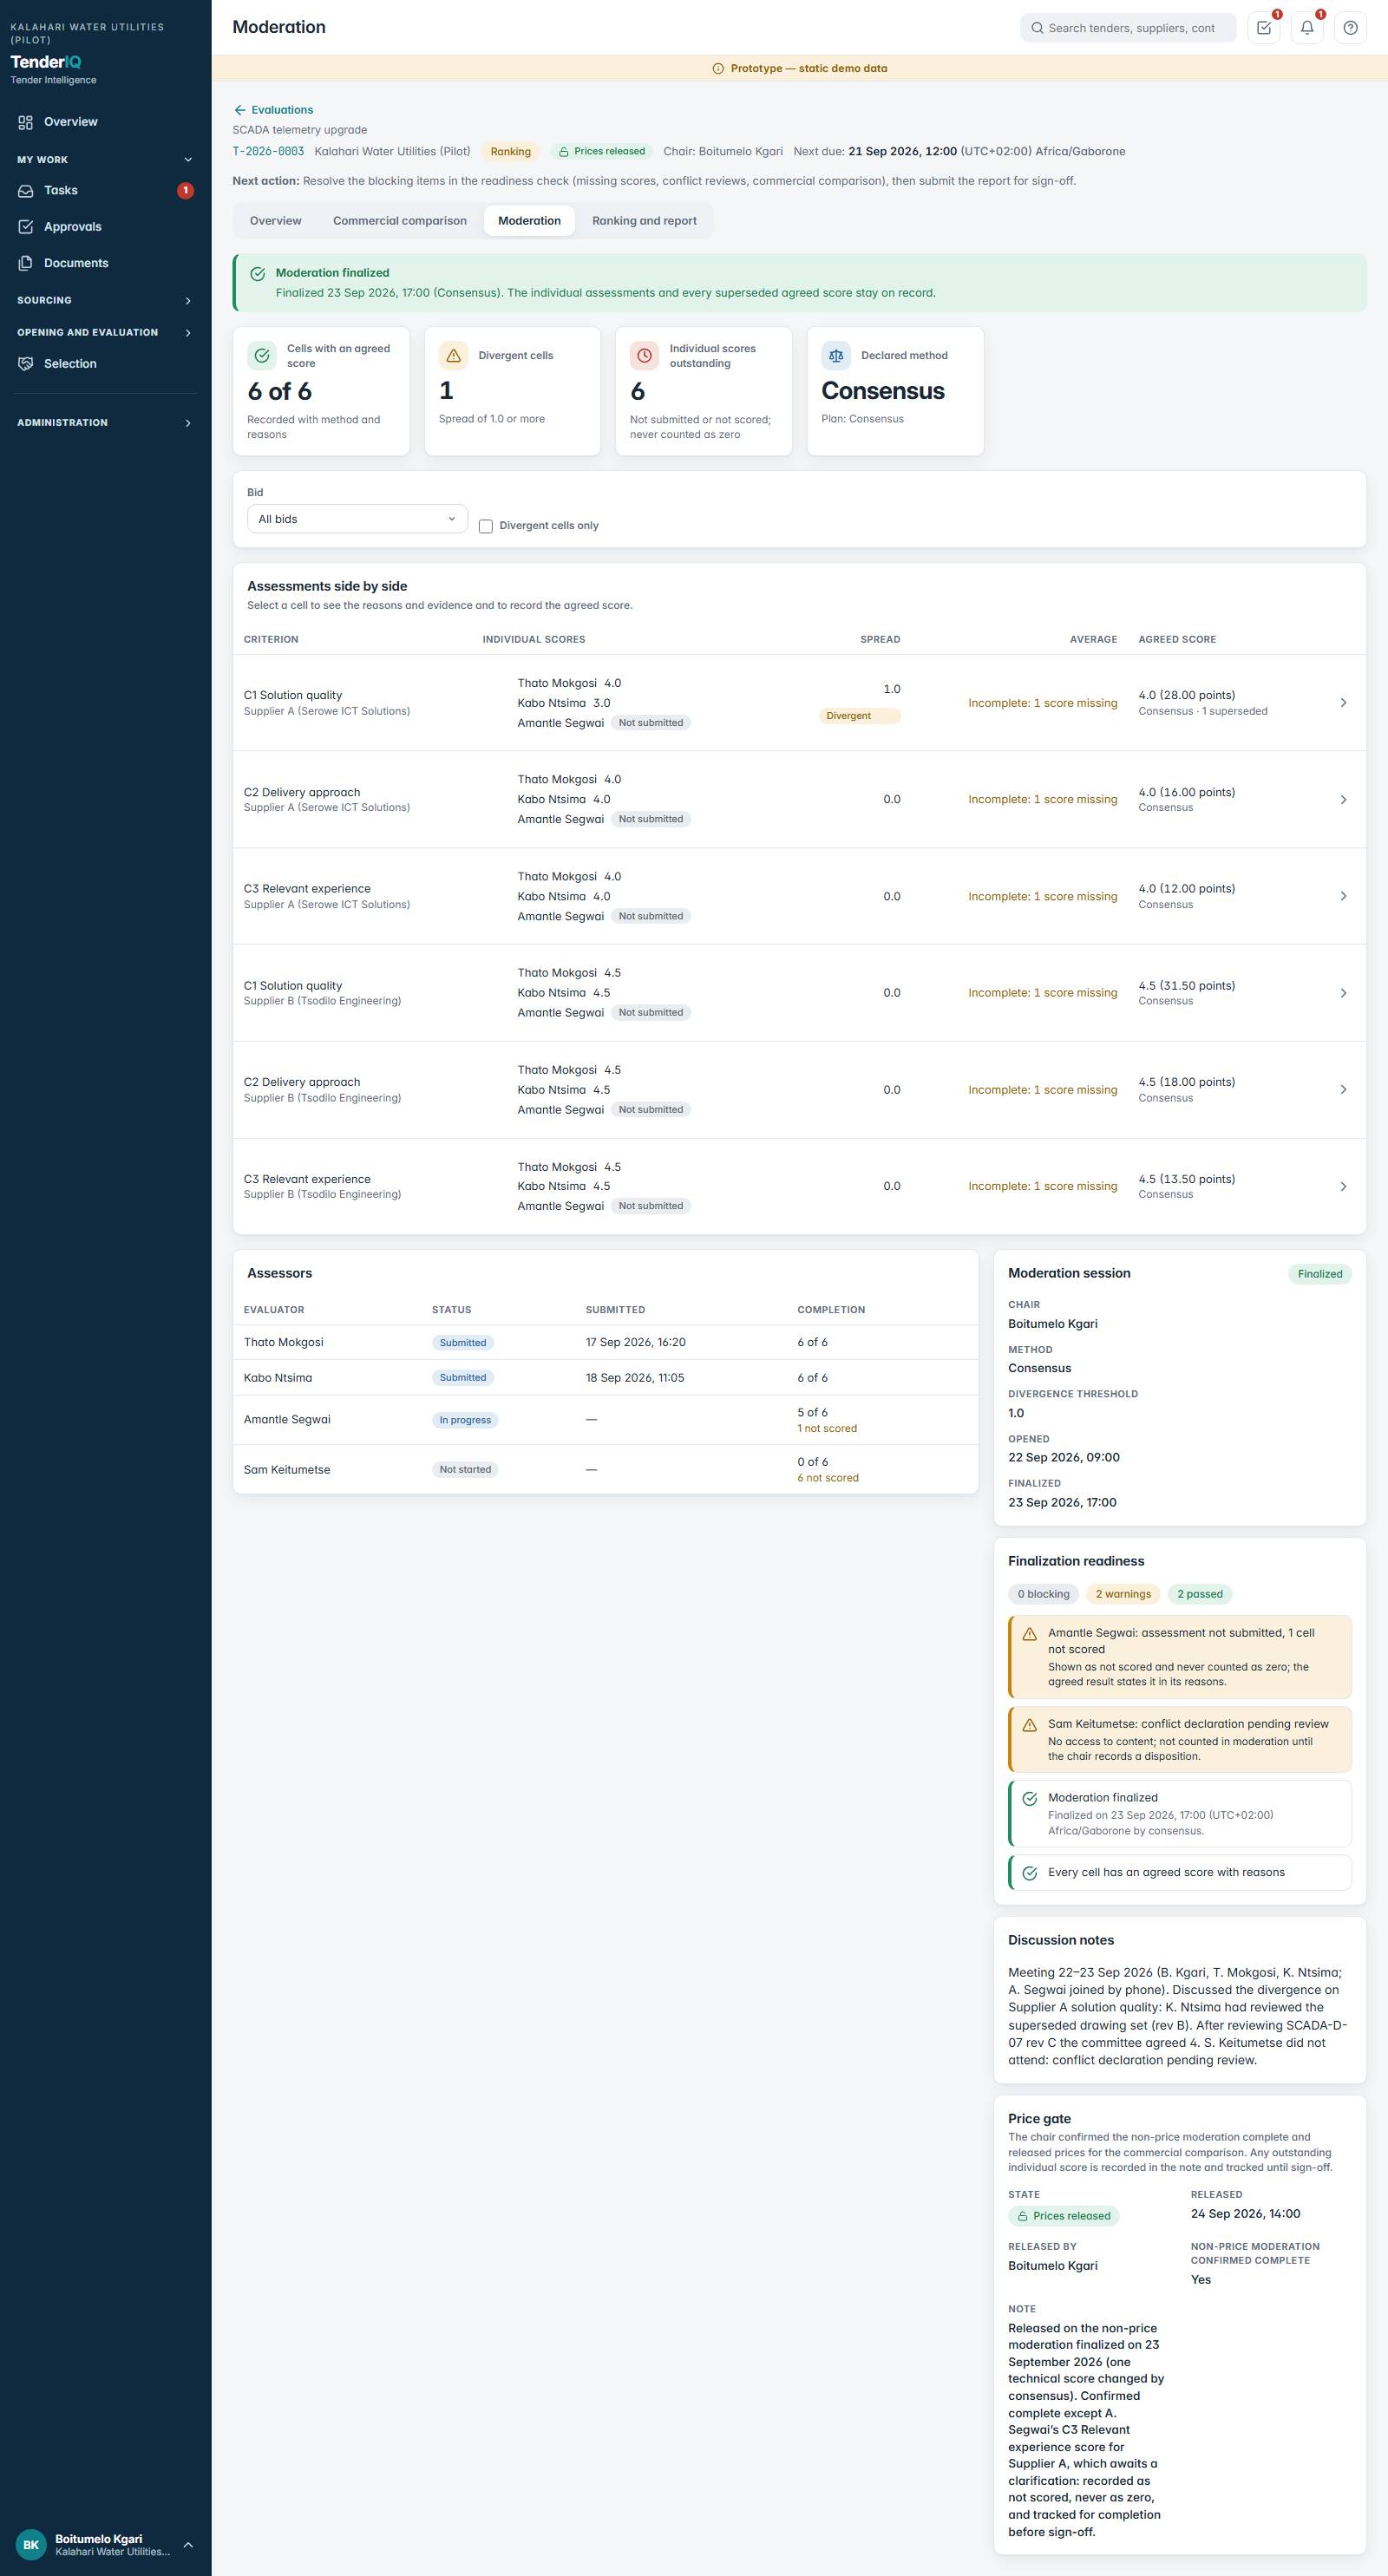 KALAHARI WATER UTILITIES
(PILOT)
TenderIQ
Tender Intelligence
Overview
MY WORK
Tasks
1
Approvals
Documents
SOURCING
OPENING AND EVALUATION
Selection
ADMINISTRATION
BK
Boitumelo Kgari
Kalahari Water Utilities...
Moderation
Search tenders, suppliers, cont
1
1
Prototype — static demo data
Evaluations
SCADA telemetry upgrade
T-2026-0003 Kalahari Water Utilities (Pilot) Ranking Prices released Chair: Boitumelo Kgari Next due: 21 Sep 2026, 12:00 (UTC+02:00) Africa/Gaborone
Next action: Resolve the blocking items in the readiness check (missing scores, conflict reviews, commercial comparison), then submit the report for sign-off.
Overview Commercial comparison Moderation Ranking and report
Moderation finalized
Finalized 23 Sep 2026, 17:00 (Consensus). The individual assessments and every superseded agreed score stay on record.
Cells with an agreed
score
6 of 6
Recorded with method and
reasons
Divergent cells
1
Spread of 1.0 or more
Individual scores
outstanding
6
Not submitted or not scored;
never counted as zero
Declared method
Consensus
Plan: Consensus
Bid
All bids
Divergent cells only
Assessments side by side
Select a cell to see the reasons and evidence and to record the agreed score.
CRITERION INDIVIDUAL SCORES SPREAD AVERAGE AGREED SCORE
C1 Solution quality
Supplier A (Serowe ICT Solutions)
Thato Mokgosi 4.0
Kabo Ntsima 3.0
Amantle Segwai Not submitted
1.0
Divergent
Incomplete: 1 score missing
4.0 (28.00 points)
Consensus · 1 superseded
C2 Delivery approach
Supplier A (Serowe ICT Solutions)
Thato Mokgosi 4.0
Kabo Ntsima 4.0
Amantle Segwai Not submitted
0.0
Incomplete: 1 score missing
4.0 (16.00 points)
Consensus
C3 Relevant experience
Supplier A (Serowe ICT Solutions)
Thato Mokgosi 4.0
Kabo Ntsima 4.0
Amantle Segwai Not submitted
0.0
Incomplete: 1 score missing
4.0 (12.00 points)
Consensus
C1 Solution quality
Supplier B (Tsodilo Engineering)
Thato Mokgosi 4.5
Kabo Ntsima 4.5
Amantle Segwai Not submitted
0.0
Incomplete: 1 score missing
4.5 (31.50 points)
Consensus
C2 Delivery approach
Supplier B (Tsodilo Engineering)
Thato Mokgosi 4.5
Kabo Ntsima 4.5
Amantle Segwai Not submitted
0.0
Incomplete: 1 score missing
4.5 (18.00 points)
Consensus
C3 Relevant experience
Supplier B (Tsodilo Engineering)
Thato Mokgosi 4.5
Kabo Ntsima 4.5
Amantle Segwai Not submitted
0.0
Incomplete: 1 score missing
4.5 (13.50 points)
Consensus
Assessors
EVALUATOR STATUS SUBMITTED COMPLETION
Thato Mokgosi Submitted 17 Sep 2026, 16:20 6 of 6
Kabo Ntsima Submitted 18 Sep 2026, 11:05 6 of 6
Amantle Segwai In progress — 5 of 6
1 not scored
Sam Keitumetse Not started — 0 of 6
6 not scored
Moderation session
Finalized
CHAIR
Boitumelo Kgari
METHOD
Consensus
DIVERGENCE THRESHOLD
1.0
OPENED
22 Sep 2026, 09:00
FINALIZED
23 Sep 2026, 17:00
Finalization readiness
0 blocking 2 warnings 2 passed
Amantle Segwai: assessment not submitted, 1 cell
not scored
Shown as not scored and never counted as zero; the
agreed result states it in its reasons.
Sam Keitumetse: conflict declaration pending review
No access to content; not counted in moderation until
the chair records a disposition.
Moderation finalized
Finalized on 23 Sep 2026, 17:00 (UTC+02:00)
Africa/Gaborone by consensus.
Every cell has an agreed score with reasons
Discussion notes
Meeting 22–23 Sep 2026 (B. Kgari, T. Mokgosi, K. Ntsima;
A. Segwai joined by phone). Discussed the divergence on
Supplier A solution quality: K. Ntsima had reviewed the
superseded drawing set (rev B). After reviewing SCADA-D-
07 rev C the committee agreed 4. S. Keitumetse did not
attend: conflict declaration pending review.
Price gate
The chair confirmed the non-price moderation complete and
released prices for the commercial comparison. Any outstanding
individual score is recorded in the note and tracked until sign-off.
STATE
Prices released
RELEASED
24 Sep 2026, 14:00
RELEASED BY
Boitumelo Kgari
NON-PRICE MODERATION
CONFIRMED COMPLETE
Yes
NOTE
Released on the non-price
moderation finalized on 23
September 2026 (one
technical score changed by
consensus). Confirmed
complete except A.
Segwai's C3 Relevant
experience score for
Supplier A, which awaits a
clarification: recorded as
not scored, never as zero,
and tracked for completion
before sign-off.